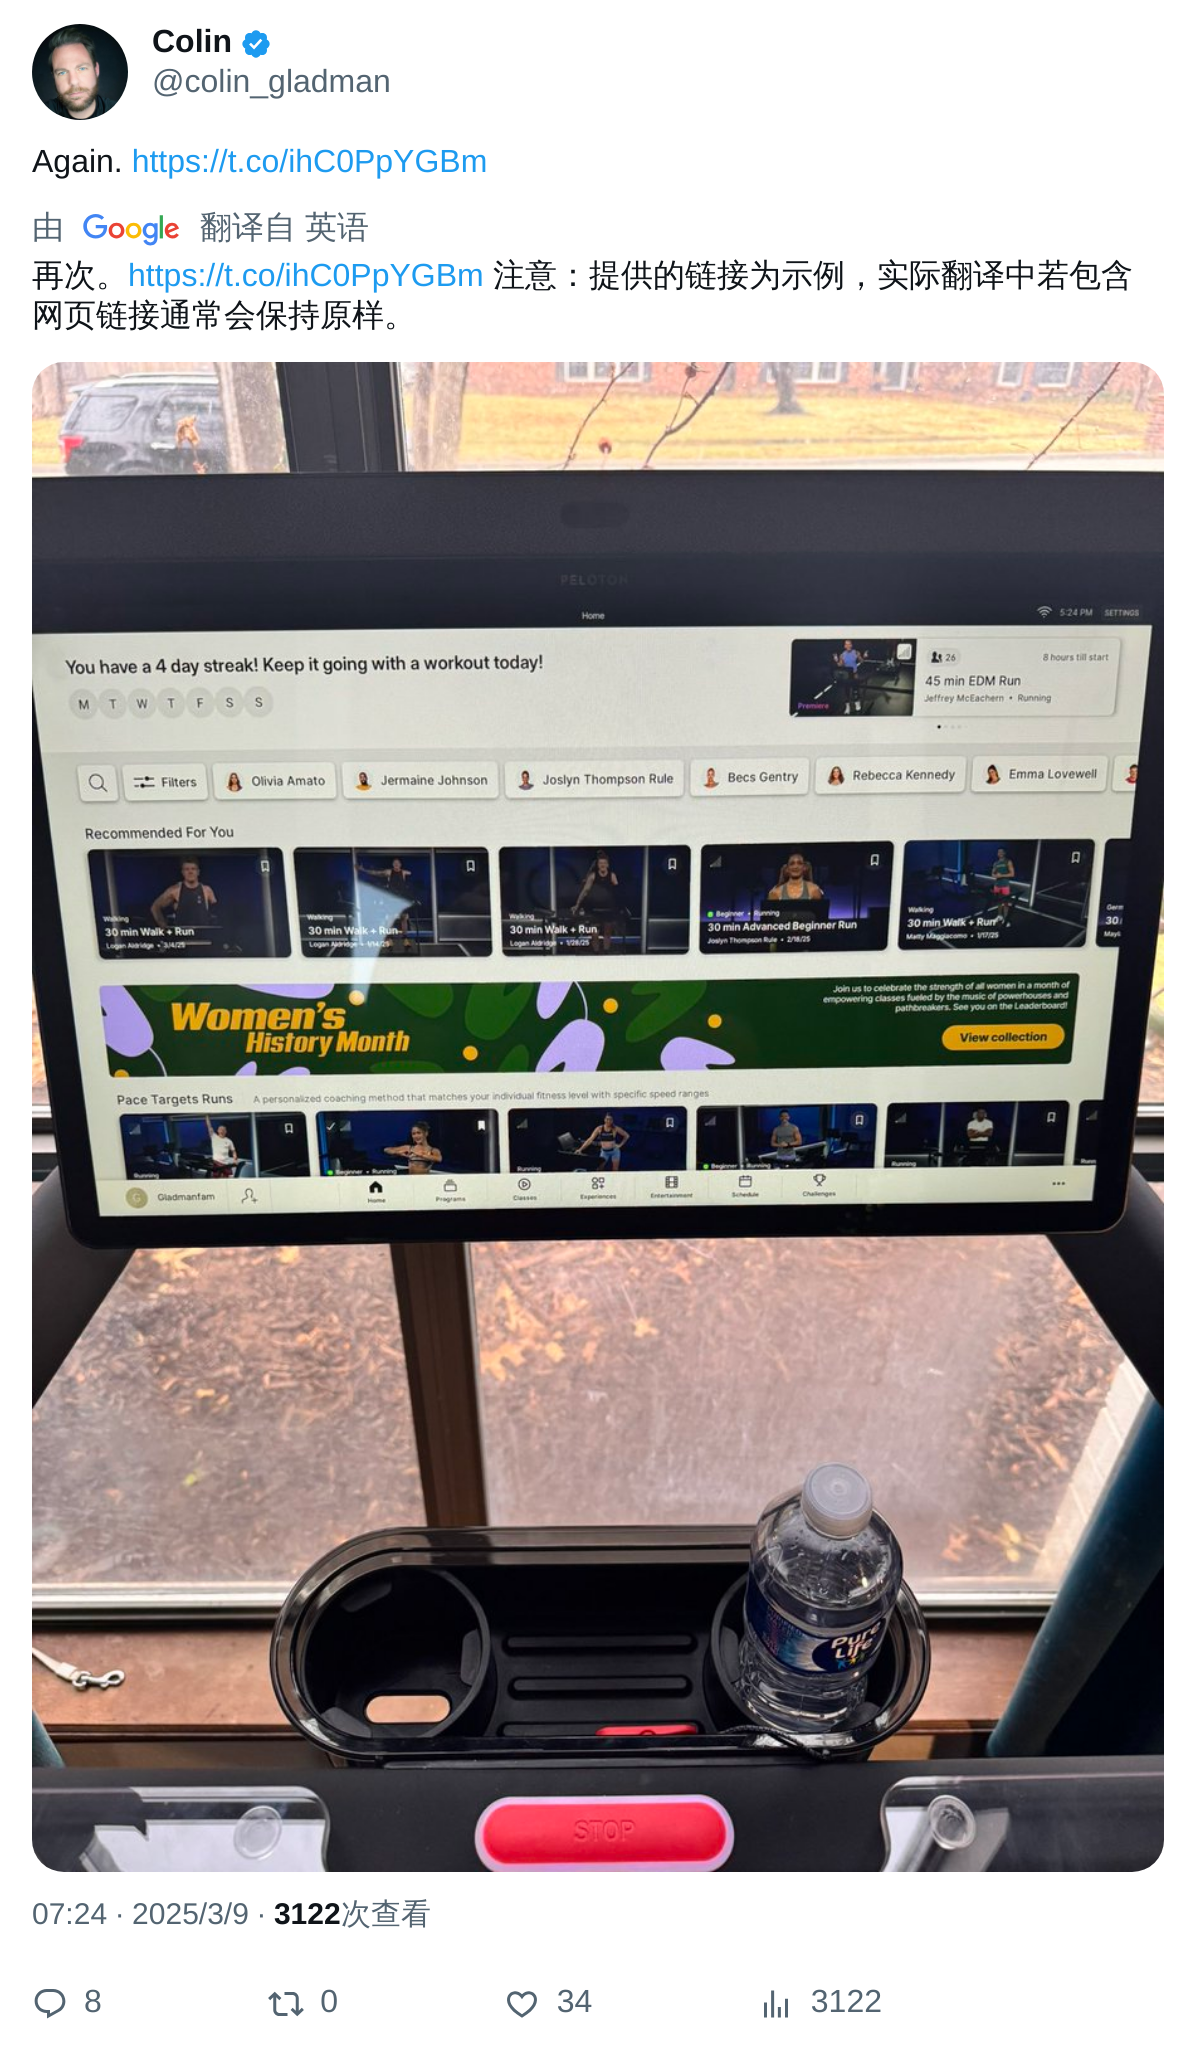 Colin
@colin_gladman
Again. https://t.co/ihC0PpYGBm
由 Google 翻译自 英语
再次。https://t.co/ihC0PpYGBm 注意：提供的链接为示例，实际翻译中若包含
网页链接通常会保持原样。
PELOTON
Home
5:24 PM SETTINGS
You have a 4 day streak! Keep it going with a workout today!
M T W T F S S
Premiere
26 8 hours till start
45 min EDM Run
Jeffrey McEachern • Running
Filters Olivia Amato Jermaine Johnson Joslyn Thompson Rule Becs Gentry Rebecca Kennedy Emma Lovewell
Recommended For You
Walking
30 min Walk + Run
Logan Aldridge • 3/4/25
Walking
30 min Walk + Run
Logan Aldridge • 1/14/25
Walking
30 min Walk + Run
Logan Aldridge • 1/28/25
Beginner • Running
30 min Advanced Beginner Run
Joslyn Thompson Rule • 2/18/25
Walking
30 min Walk + Run
Matty Maggiacomo • 1/17/25
30
Women's
History Month
Join us to celebrate the strength of all women in a month of
empowering classes fueled by the music of powerhouses and
pathbreakers. See you on the Leaderboard!
View collection
Pace Targets Runs A personalized coaching method that matches your individual fitness level with specific speed ranges
Running
Beginner • Running
Running
Beginner • Running
Running
G Gladmanfam
Home Programs Classes Experiences Entertainment Schedule Challenges
Pure
Life
STOP
07:24 · 2025/3/9 · 3122次查看
8 0 34 3122